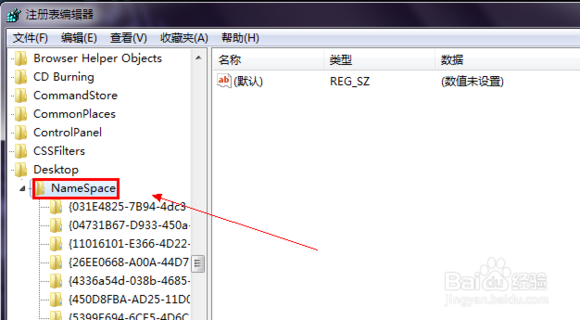 注册表编辑器
文件(F) 编辑(E) 查看(V) 收藏夹(A) 帮助(H)
Browser Helper Objects
CD Burning
CommandStore
CommonPlaces
ControlPanel
CSSFilters
Desktop
NameSpace
{031E4825-7B94-4dc3
{04731B67-D933-450a-
{11016101-E366-4D22-
{26EE0668-A00A-44D7
{4336a54d-038b-4685-
{450D8FBA-AD25-11D0
{5399E694-6CE5-4D6C
名称 类型 数据
(默认) REG_SZ (数值未设置)
Baidu 经验
jingyan.baidu.com